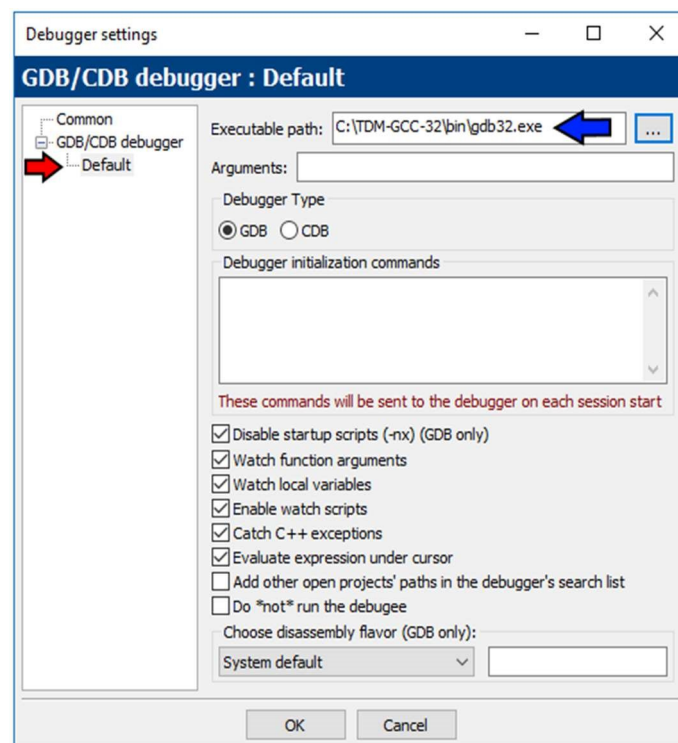 Debugger settings
GDB/CDB debugger : Default
Common
GDB/CDB debugger
Default
Executable path: C:\TDM-GCC-32\bin\gdb32.exe ...
Arguments:
Debugger Type
GDB CDB
Debugger initialization commands
These commands will be sent to the debugger on each session start
Disable startup scripts (-nx) (GDB only)
Watch function arguments
Watch local variables
Enable watch scripts
Catch C++ exceptions
Evaluate expression under cursor
Add other open projects' paths in the debugger's search list
Do *not* run the debugee
Choose disassembly flavor (GDB only):
System default
OK Cancel